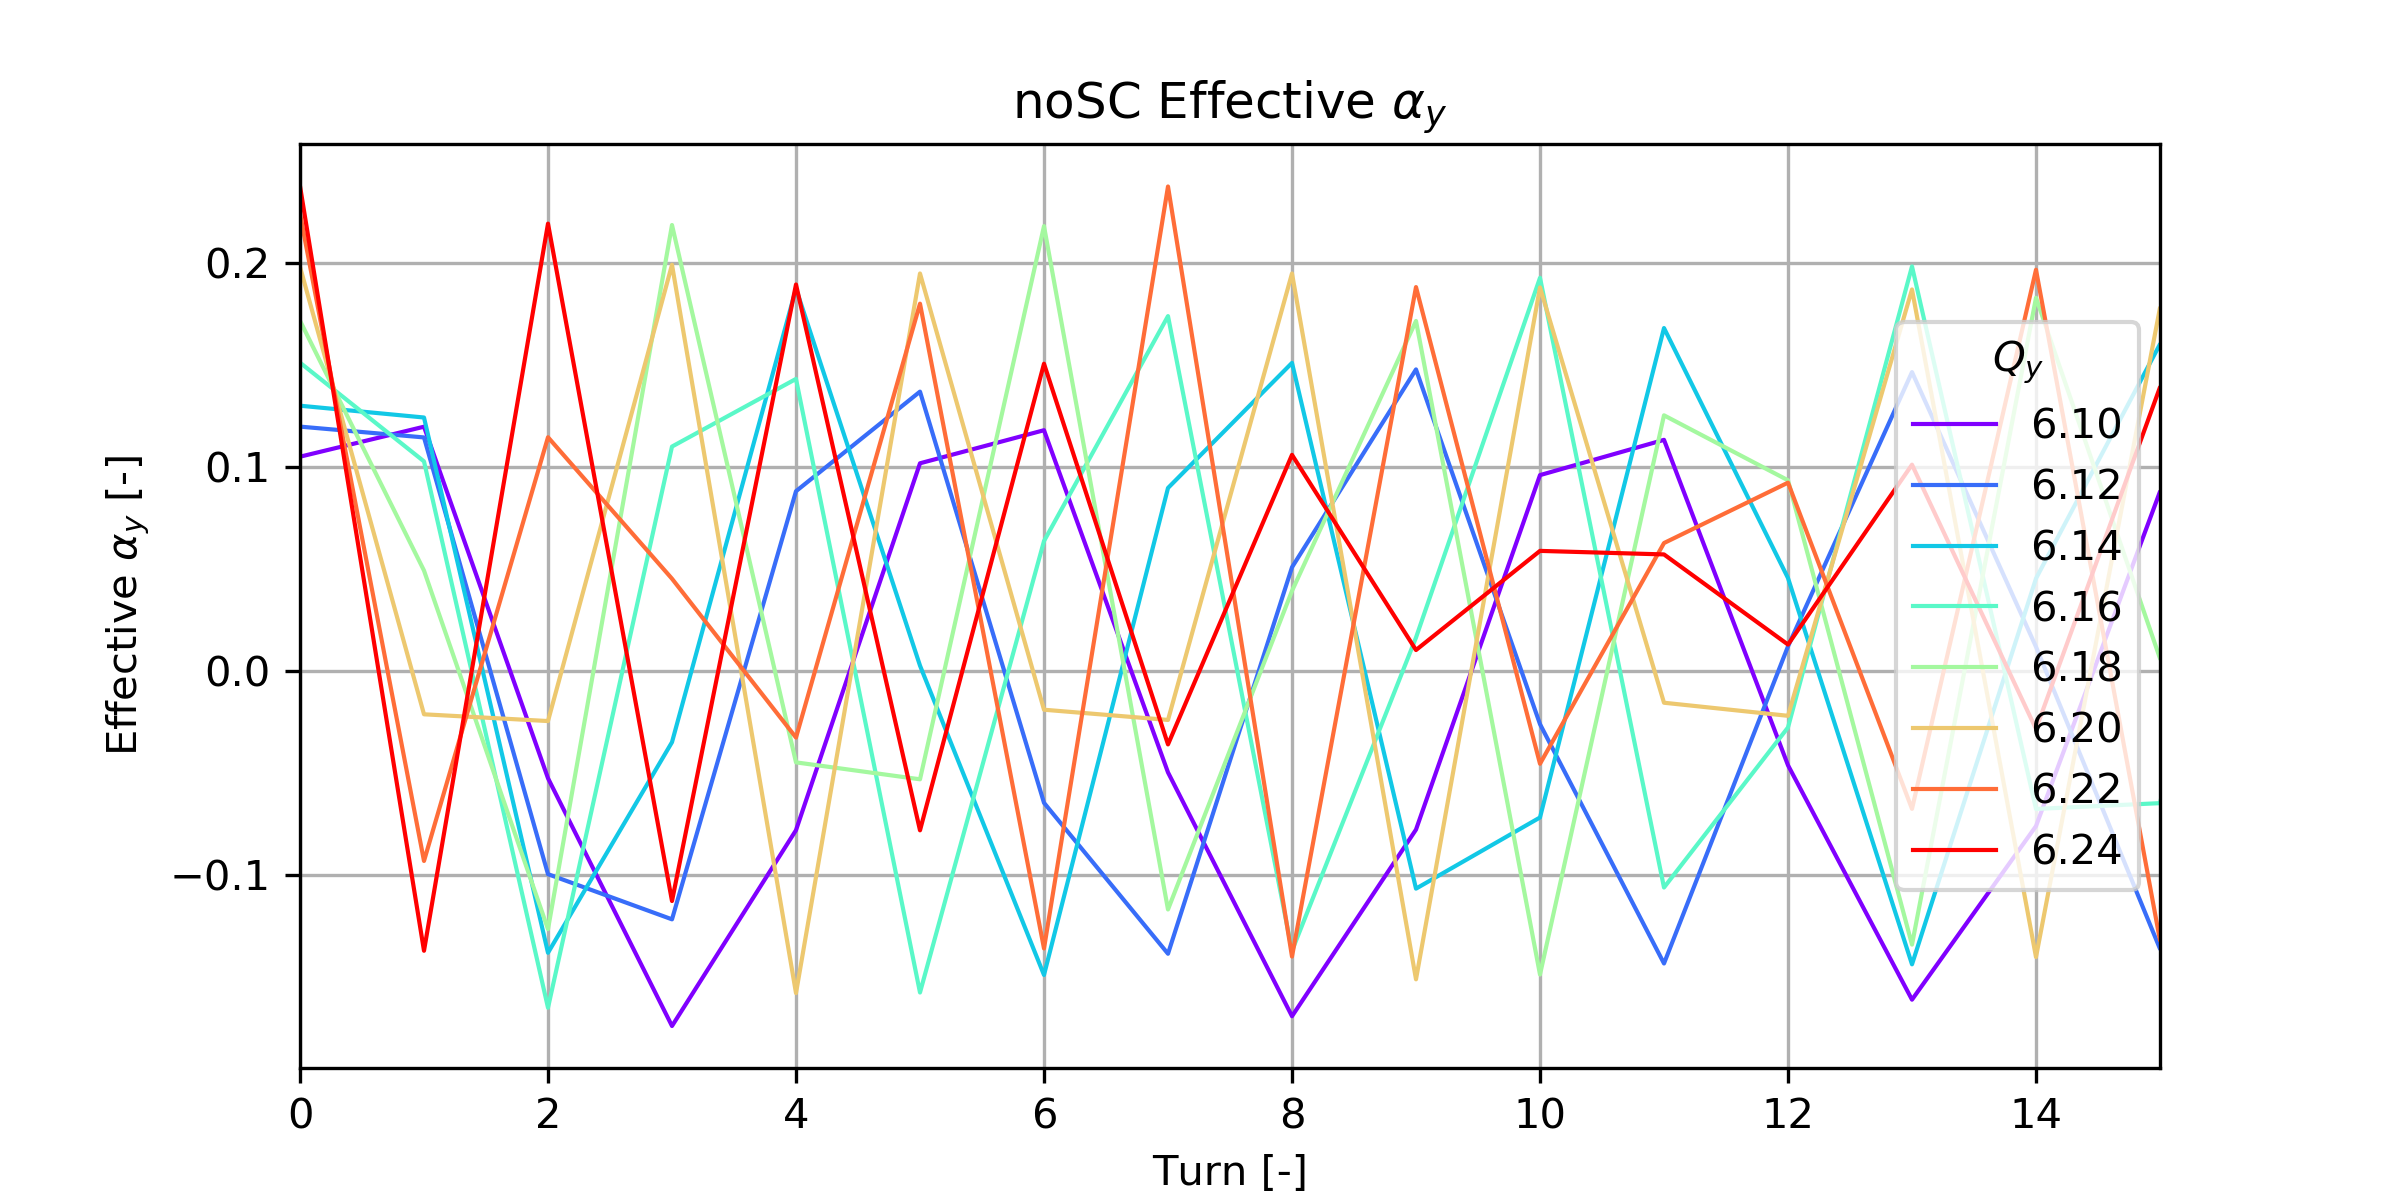 noSC Effective αy
0.2
0.1
0.0
−0.1
Effective αy [-]
0 2 4 6 8 10 12 14
Turn [-]
Qy
6.10
6.12
6.14
6.16
6.18
6.20
6.22
6.24